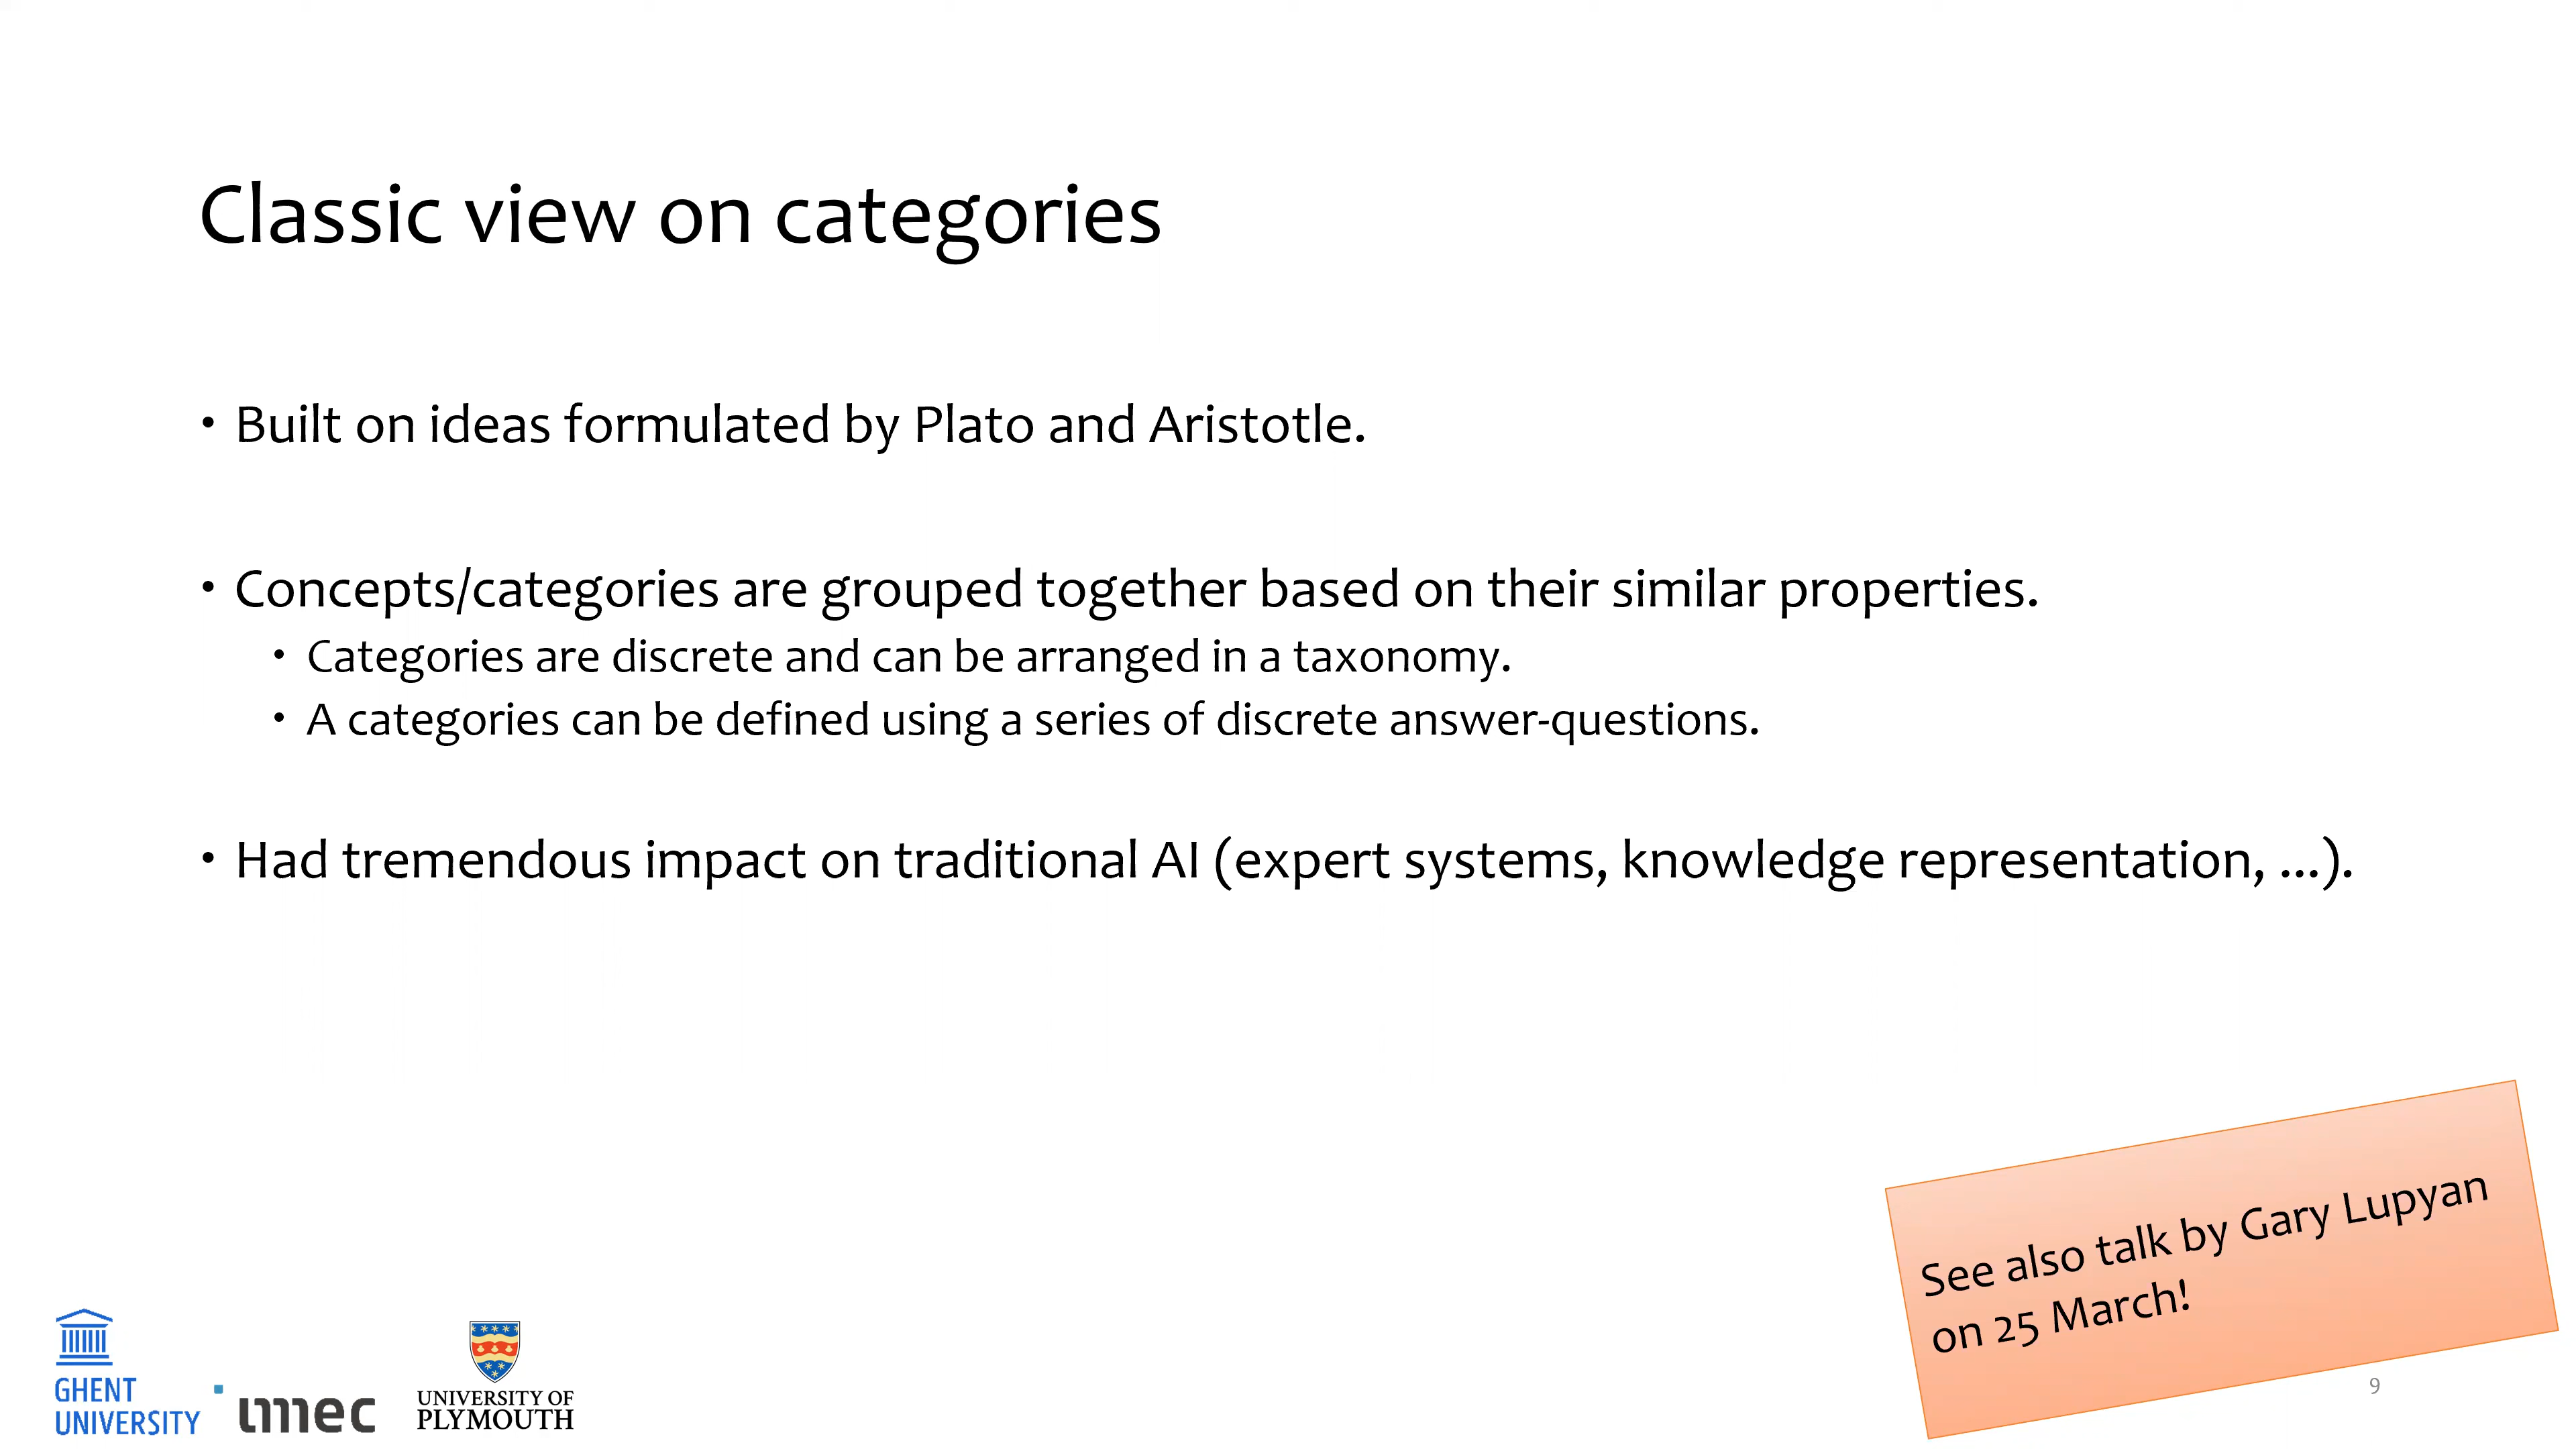 Classic view on categories
• Built on ideas formulated by Plato and Aristotle.
• Concepts/categories are grouped together based on their similar properties.
• Categories are discrete and can be arranged in a taxonomy.
• A categories can be defined using a series of discrete answer-questions.
• Had tremendous impact on traditional AI (expert systems, knowledge representation, ...).
See also talk by Gary Lupyan
on 25 March!
9
GHENT
UNIVERSITY
imec
UNIVERSITY OF
PLYMOUTH